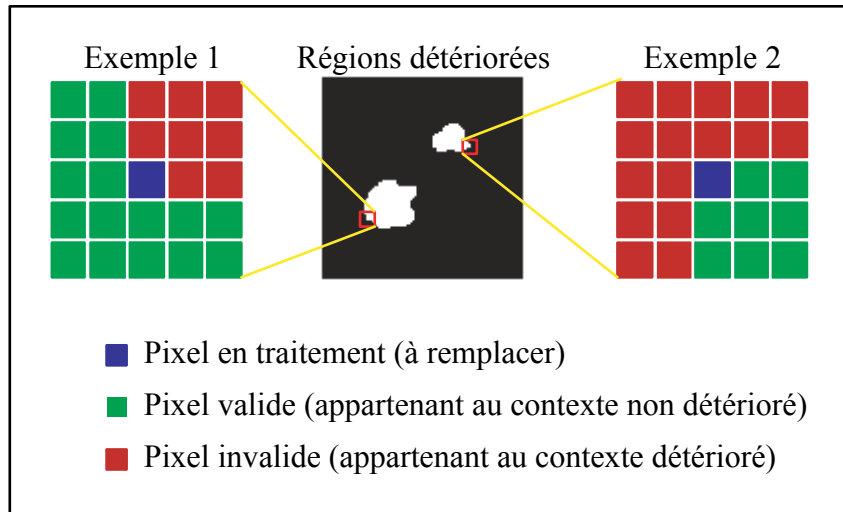 Exemple 1
Régions détériorées
Exemple 2
Pixel en traitement (à remplacer)
Pixel valide (appartenant au contexte non détérioré)
Pixel invalide (appartenant au contexte détérioré)